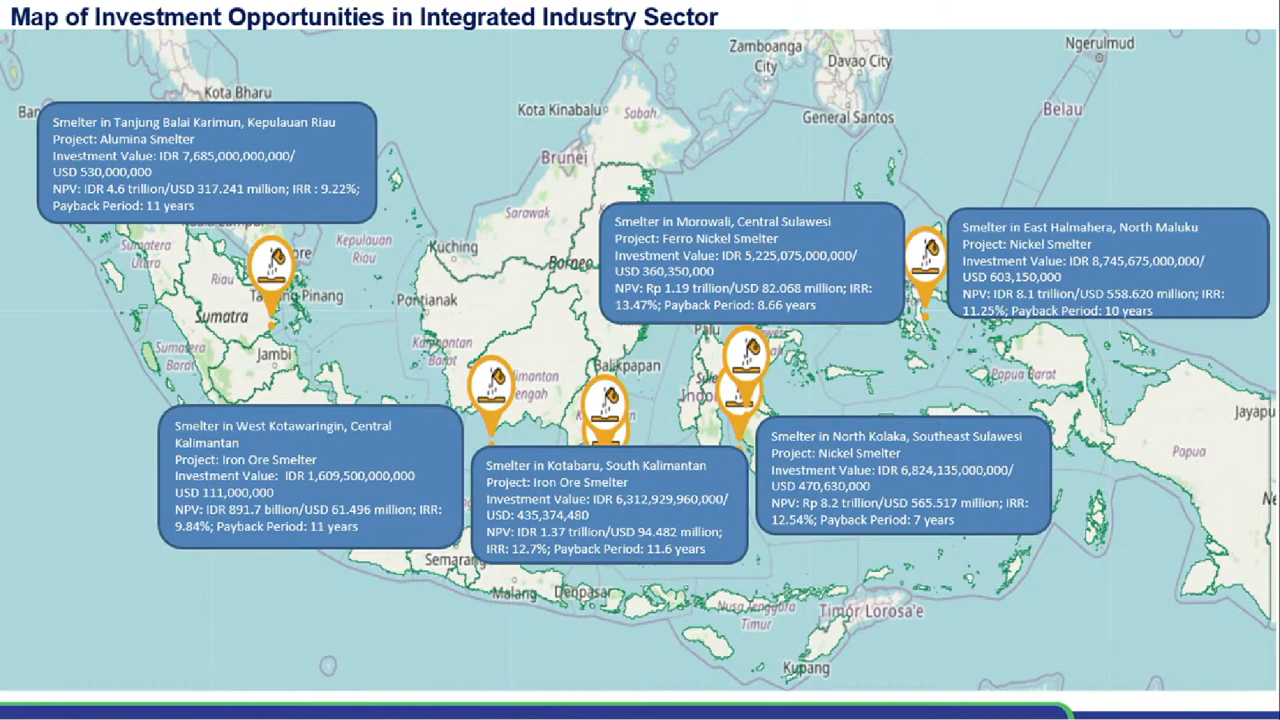 Map of Investment Opportunities in Integrated Industry Sector
Ngerulmud
Zamboanga
City
Davao City
Kota Bharu
Kota Kinabalu
Sabah
General Santos
Belau
Smelter in Tanjung Balai Karimun, Kepulauan Riau
Project: Alumina Smelter
Investment Value: IDR 7,685,000,000,000/
USD 530,000,000
NPV: IDR 4.6 trillion/USD 317.241 million; IRR : 9.22%;
Payback Period: 11 years
Brunei
Sarawak
Smelter in Morowali, Central Sulawesi
Project: Ferro Nickel Smelter
Investment Value: IDR 5,225,075,000,000/
USD 360,350,000
NPV: Rp 1.19 trillion/USD 82.068 million; IRR:
13.47%; Payback Period: 8.66 years
Smelter in East Halmahera, North Maluku
Project: Nickel Smelter
Investment Value: IDR 8,745,675,000,000/
USD 603,150,000
NPV: IDR 8.1 trillion/USD 558.620 million; IRR:
11.25%; Payback Period: 10 years
Sumatera
Utara
Kepulauan
Riau
Kuching
Borneo
Riau
ore
Pinang
Pontianak
Sumatra
Sumatera
Barat
Jambi
Barat
Palu
Balikpapan
Papua Barat
Jayapu
Papua
Smelter in West Kotawaringin, Central
Kalimantan
Project: Iron Ore Smelter
Investment Value: IDR 1,609,500,000,000
USD 111,000,000
NPV: IDR 891.7 billion/USD 61.496 million; IRR:
9.84%; Payback Period: 11 years
Smelter in Kotabaru, South Kalimantan
Project: Iron Ore Smelter
Investment Value: IDR 6,312,929,960,000/
USD: 435,374,480
NPV: IDR 1.37 trillion/USD 94.482 million;
IRR: 12.7%; Payback Period: 11.6 years
Smelter in North Kolaka, Southeast Sulawesi
Project: Nickel Smelter
Investment Value: IDR 6,824,135,000,000/
USD 470,630,000
NPV: Rp 8.2 trillion/USD 565.517 million; IRR:
12.54%; Payback Period: 7 years
Semarang
Malang
Denpasar
Nusa Tenggara
Timur
Timor Lorosa'e
Kupang